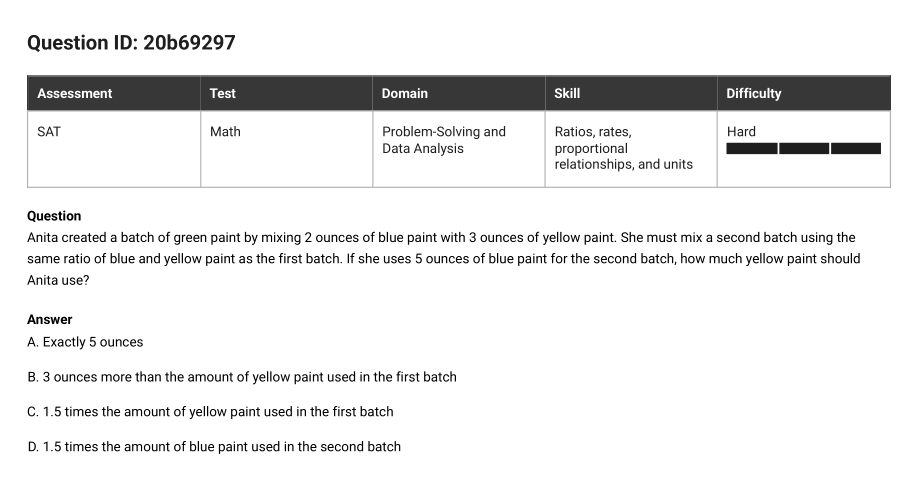 Question ID: 20b69297
Assessment Test Domain Skill Difficulty
SAT Math Problem-Solving and Data Analysis Ratios, rates, proportional relationships, and units Hard
Question
Anita created a batch of green paint by mixing 2 ounces of blue paint with 3 ounces of yellow paint. She must mix a second batch using the
same ratio of blue and yellow paint as the first batch. If she uses 5 ounces of blue paint for the second batch, how much yellow paint should
Anita use?
Answer
A. Exactly 5 ounces
B. 3 ounces more than the amount of yellow paint used in the first batch
C. 1.5 times the amount of yellow paint used in the first batch
D. 1.5 times the amount of blue paint used in the second batch